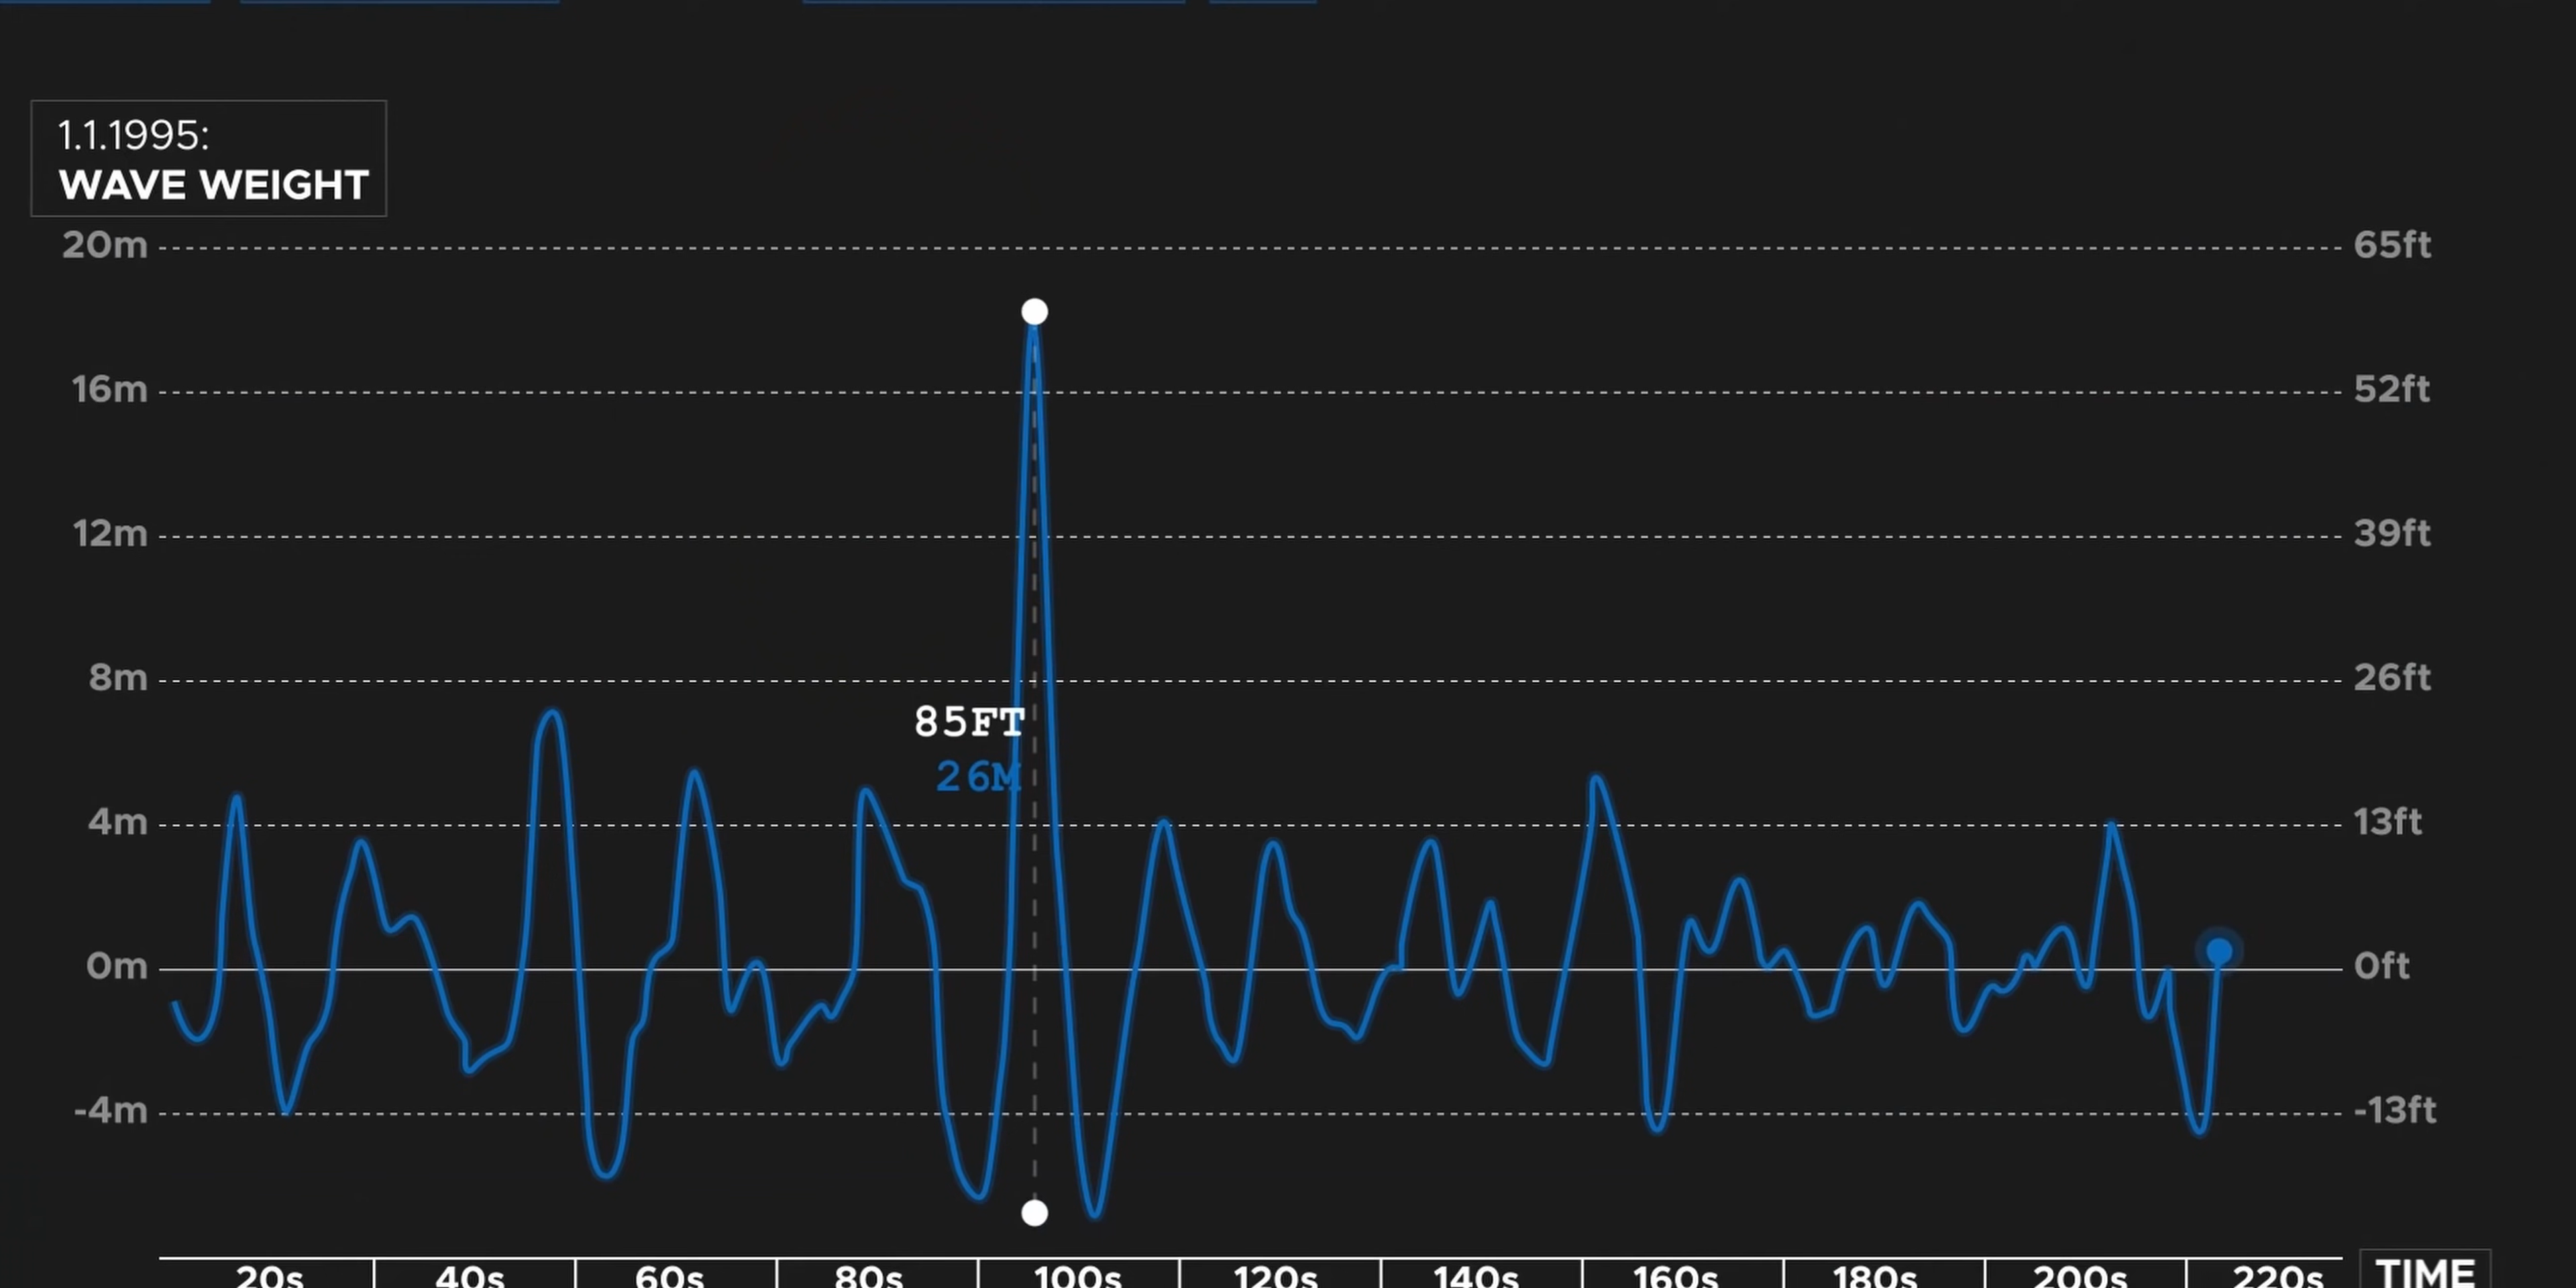 1.1.1995:
WAVE WEIGHT
20m 65ft
16m 52ft
12m 39ft
8m 26ft
85FT
26M
4m 13ft
0m 0ft
-4m -13ft
20s 40s 60s 80s 100s 120s 140s 160s 180s 200s 220s TIME